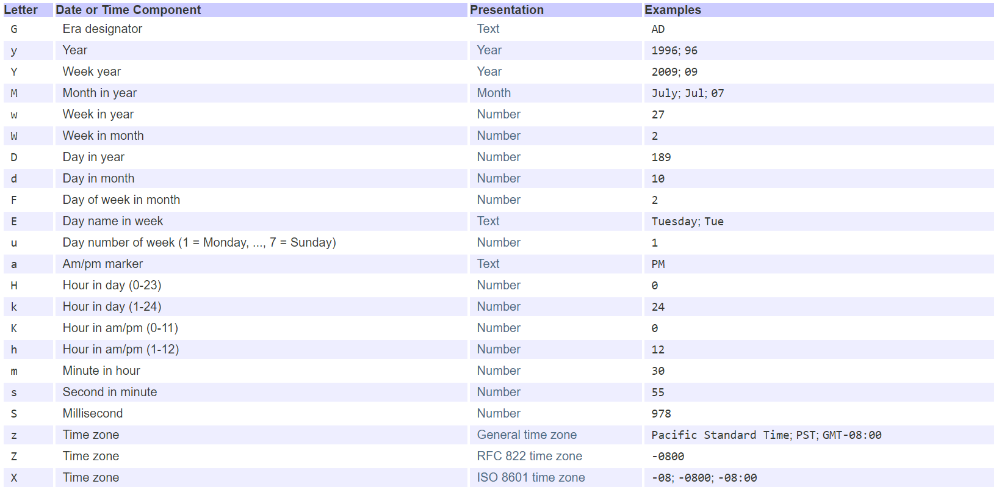 Letter Date or Time Component Presentation Examples
G Era designator Text AD
y Year Year 1996; 96
Y Week year Year 2009; 09
M Month in year Month July; Jul; 07
w Week in year Number 27
W Week in month Number 2
D Day in year Number 189
d Day in month Number 10
F Day of week in month Number 2
E Day name in week Text Tuesday; Tue
u Day number of week (1 = Monday, ..., 7 = Sunday) Number 1
a Am/pm marker Text PM
H Hour in day (0-23) Number 0
k Hour in day (1-24) Number 24
K Hour in am/pm (0-11) Number 0
h Hour in am/pm (1-12) Number 12
m Minute in hour Number 30
s Second in minute Number 55
S Millisecond Number 978
z Time zone General time zone Pacific Standard Time; PST; GMT-08:00
Z Time zone RFC 822 time zone -0800
X Time zone ISO 8601 time zone -08; -0800; -08:00